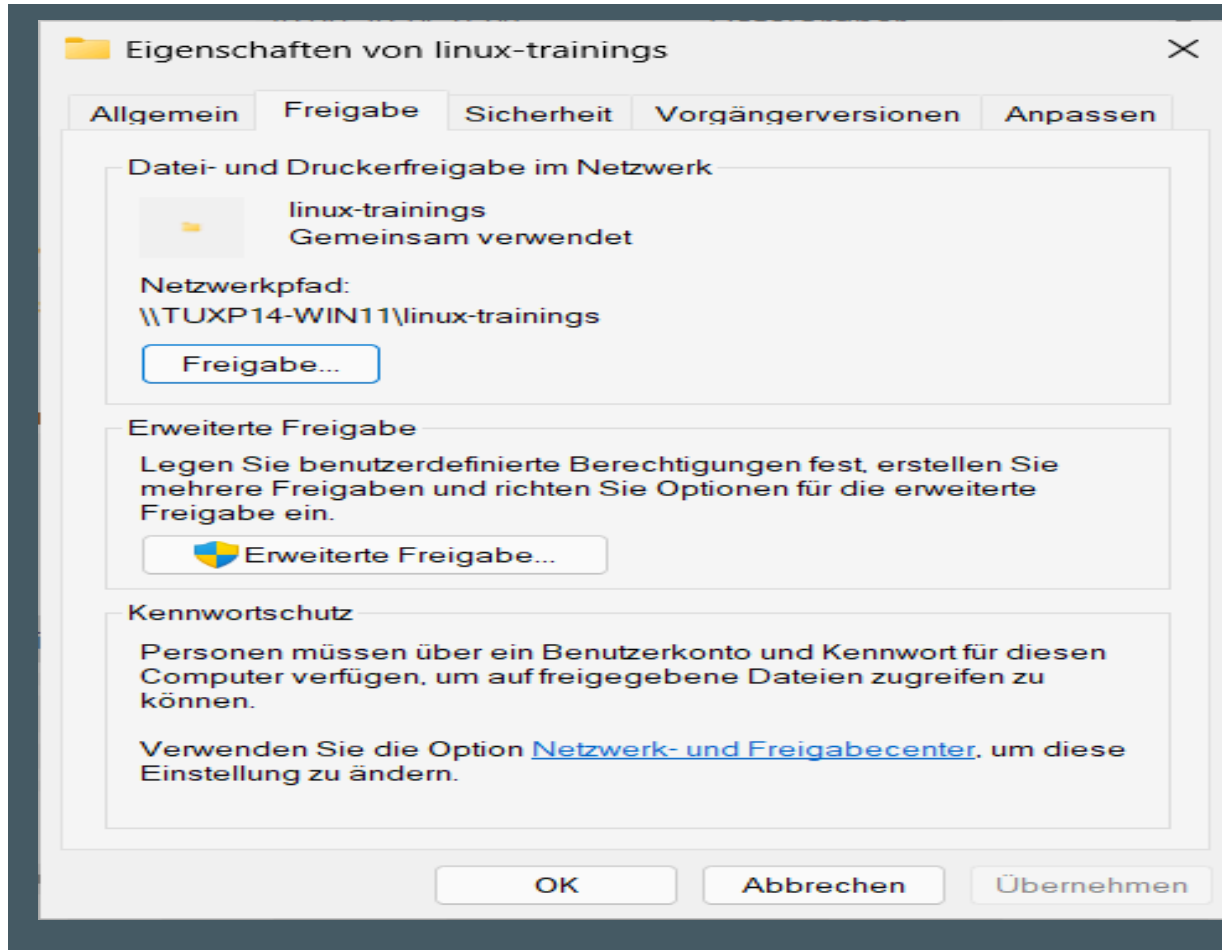 Eigenschaften von linux-trainings
Allgemein Freigabe Sicherheit Vorgängerversionen Anpassen
Datei- und Druckerfreigabe im Netzwerk
linux-trainings
Gemeinsam verwendet
Netzwerkpfad:
\\TUXP14-WIN11\linux-trainings
Freigabe...
Erweiterte Freigabe
Legen Sie benutzerdefinierte Berechtigungen fest, erstellen Sie
mehrere Freigaben und richten Sie Optionen für die erweiterte
Freigabe ein.
Erweiterte Freigabe...
Kennwortschutz
Personen müssen über ein Benutzerkonto und Kennwort für diesen
Computer verfügen, um auf freigegebene Dateien zugreifen zu
können.
Verwenden Sie die Option Netzwerk- und Freigabecenter, um diese
Einstellung zu ändern.
OK Abbrechen Übernehmen